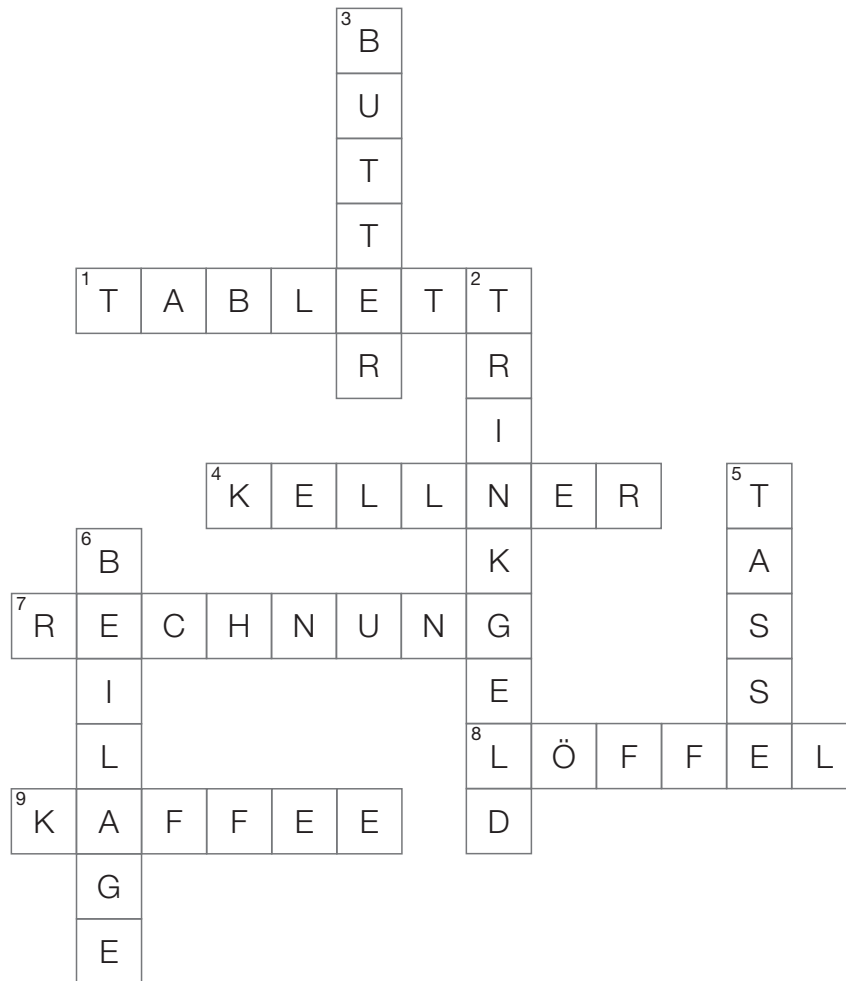 3 B
U
T
T
1 T A B L E T 2 T
R R
I
4 K E L L N E R 5 T
6 B K A
7 R E C H N U N G S
I E S
L 8 L Ö F F E L
9 K A F F E E D
G
E